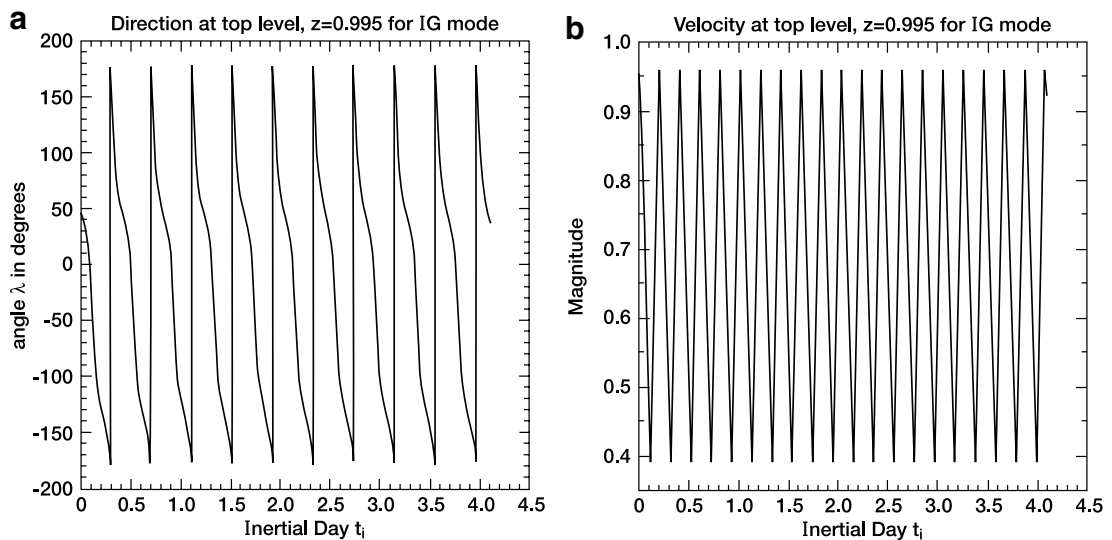 a
Direction at top level, z=0.995 for IG mode
200
150
100
50
0
-50
-100
-150
-200
angle λ in degrees
0 0.5 1.0 1.5 2.0 2.5 3.0 3.5 4.0 4.5
Inertial Day ti
b
Velocity at top level, z=0.995 for IG mode
1.0
0.9
0.8
0.7
0.6
0.5
0.4
Magnitude
0 0.5 1.0 1.5 2.0 2.5 3.0 3.5 4.0 4.5
Inertial Day ti